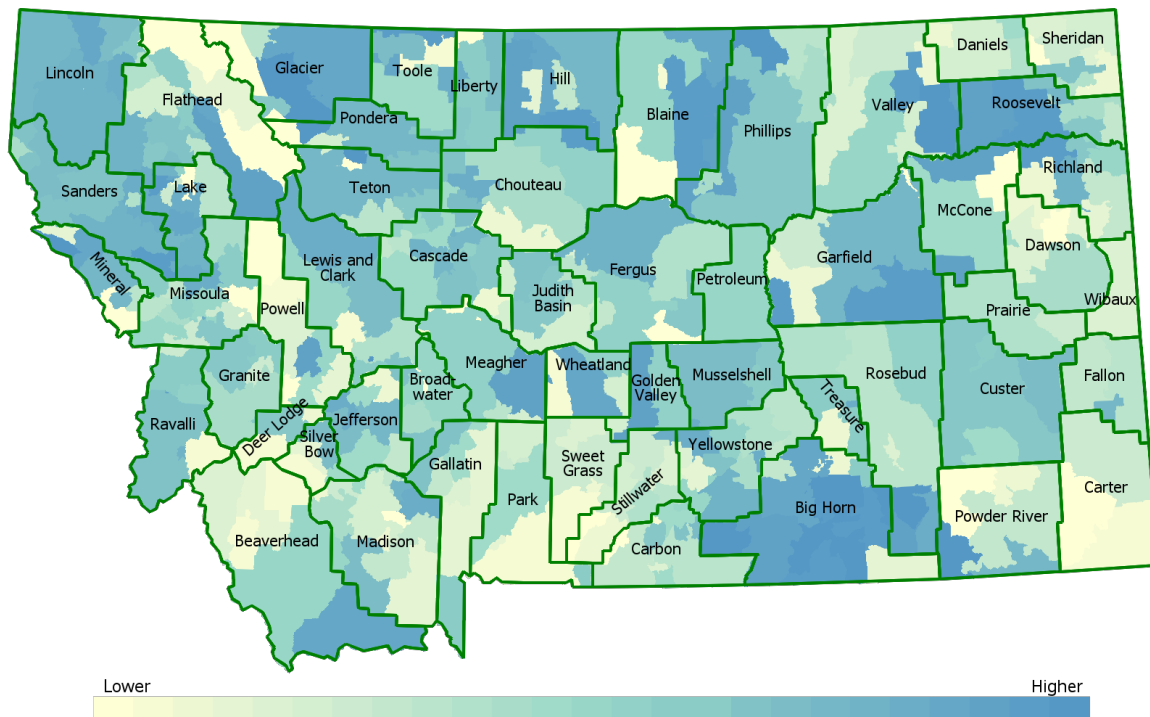 Sheridan
Daniels
Lincoln
Glacier
Toole
Hill
Liberty
Flathead
Roosevelt
Valley
Blaine
Pondera
Phillips
Richland
Sanders
Lake
Teton
Chouteau
McCone
Dawson
Cascade
Garfield
Lewis and
Clark
Fergus
Mineral
Petroleum
Missoula
Judith
Basin
Wibaux
Powell
Prairie
Meagher
Wheatland
Granite
Broad-
water
Golden
Valley
Musselshell
Rosebud
Fallon
Custer
Treasure
Deer Lodge
Jefferson
Ravalli
Silver
Bow
Yellowstone
Gallatin
Sweet
Grass
Stillwater
Carter
Park
Big Horn
Powder River
Beaverhead
Madison
Carbon
Lower
Higher